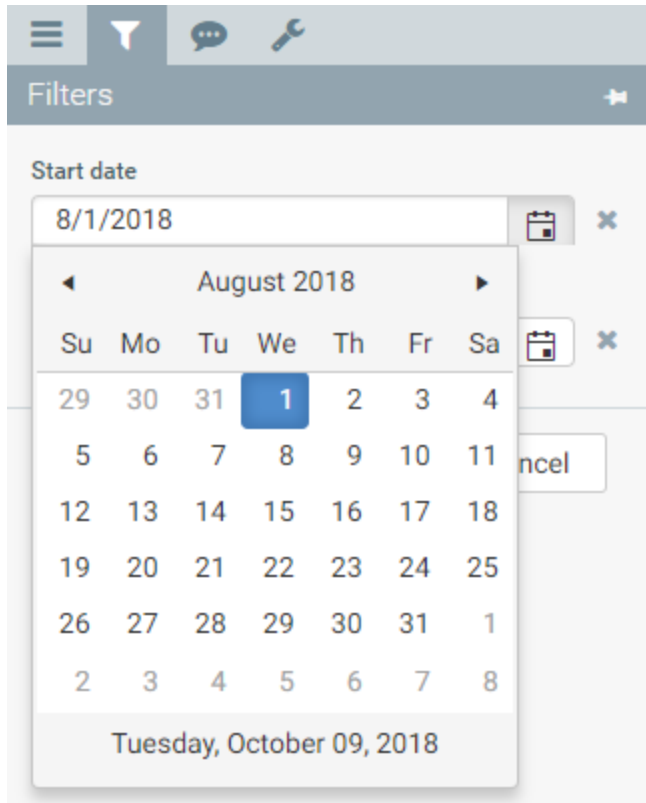 Filters
Start date
8/1/2018
August 2018
Su Mo Tu We Th Fr Sa
29 30 31 1 2 3 4
5 6 7 8 9 10 11
ncel
12 13 14 15 16 17 18
19 20 21 22 23 24 25
26 27 28 29 30 31 1
2 3 4 5 6 7 8
Tuesday, October 09, 2018